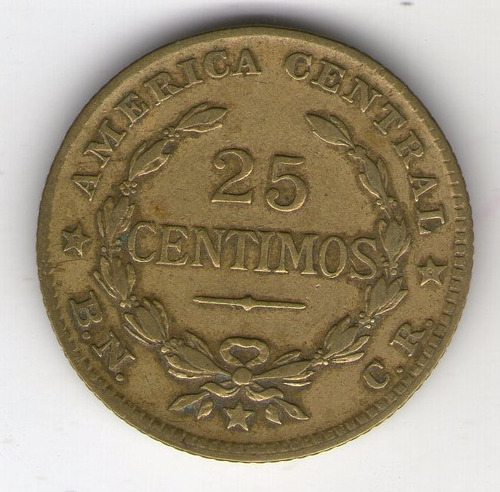 AMERICA CENTRAL
25
CENTIMOS
B.N. C.R.